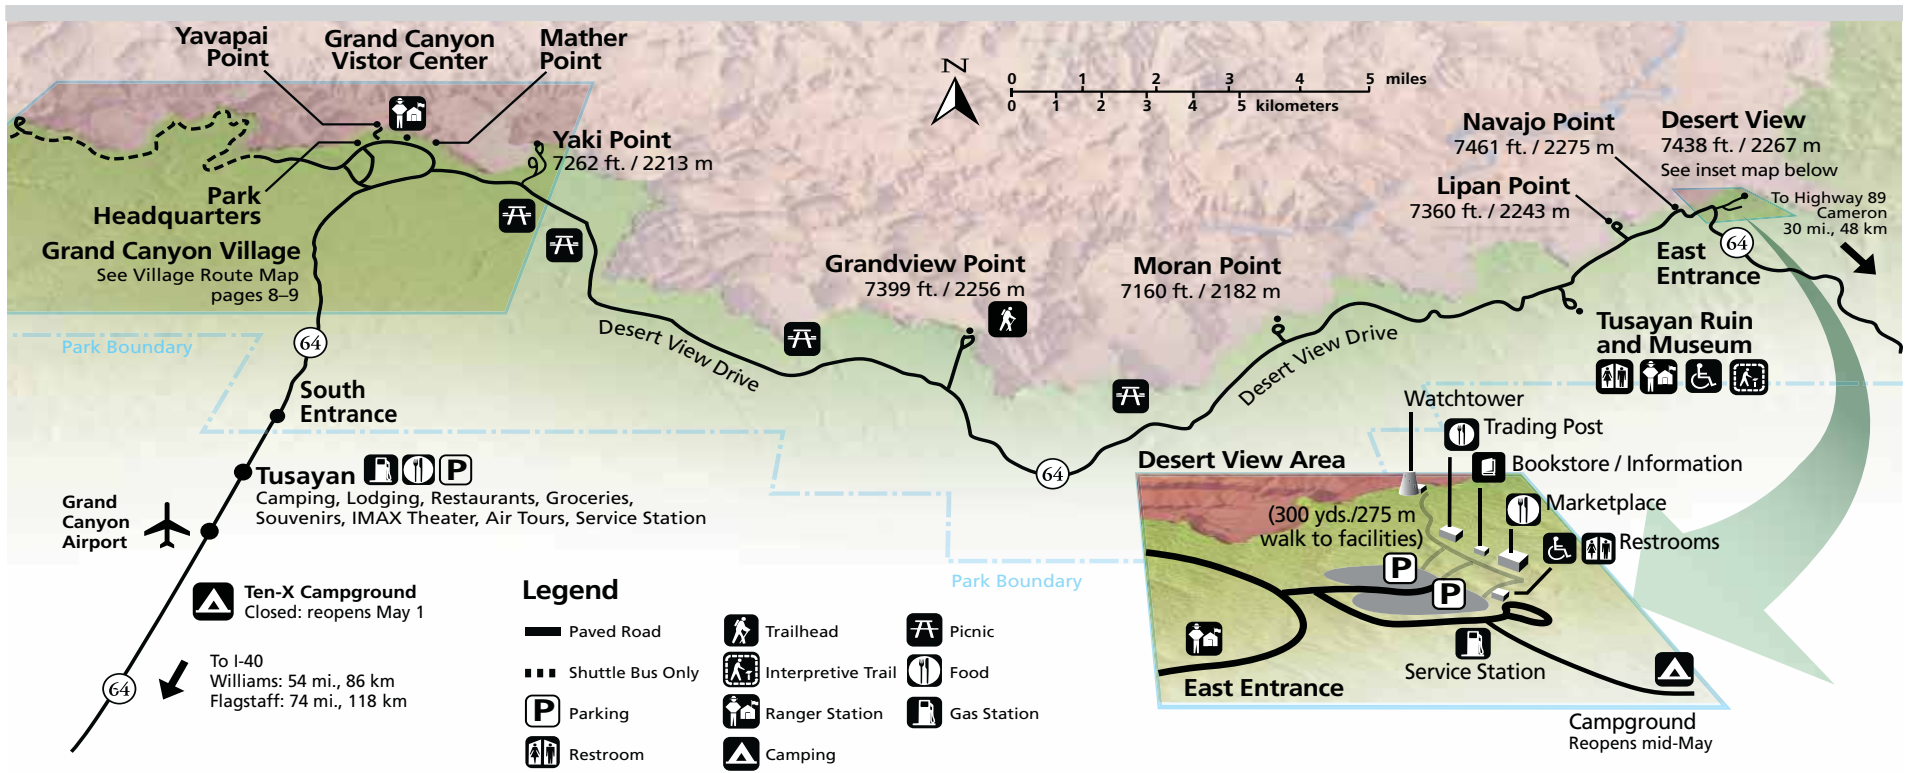 Yavapai
Point
Grand Canyon
Vistor Center
Mather
Point
N
0 1 2 3 4 5 miles
0 1 2 3 4 5 kilometers
Yaki Point
7262 ft. / 2213 m
Navajo Point
7461 ft. / 2275 m
Desert View
7438 ft. / 2267 m
See inset map below
Lipan Point
7360 ft. / 2243 m
To Highway 89
Cameron
30 mi., 48 km
Park
Headquarters
Grand Canyon Village
See Village Route Map
pages 8–9
64
East
Entrance
Grandview Point
7399 ft. / 2256 m
Moran Point
7160 ft. / 2182 m
Tusayan Ruin
and Museum
Park Boundary
64
Desert View Drive
Desert View Drive
South
Entrance
64
Watchtower
Trading Post
Bookstore / Information
Marketplace
Restrooms
Desert View Area
(300 yds./275 m
walk to facilities)
P
P
Service Station
East Entrance
Campground
Reopens mid-May
Tusayan
P
Camping, Lodging, Restaurants, Groceries,
Souvenirs, IMAX Theater, Air Tours, Service Station
Grand
Canyon
Airport
Park Boundary
Ten-X Campground
Closed: reopens May 1
To I-40
Williams: 54 mi., 86 km
Flagstaff: 74 mi., 118 km
64
Legend
Paved Road
Shuttle Bus Only
P Parking
Restroom
Trailhead
Interpretive Trail
Ranger Station
Camping
Picnic
Food
Gas Station